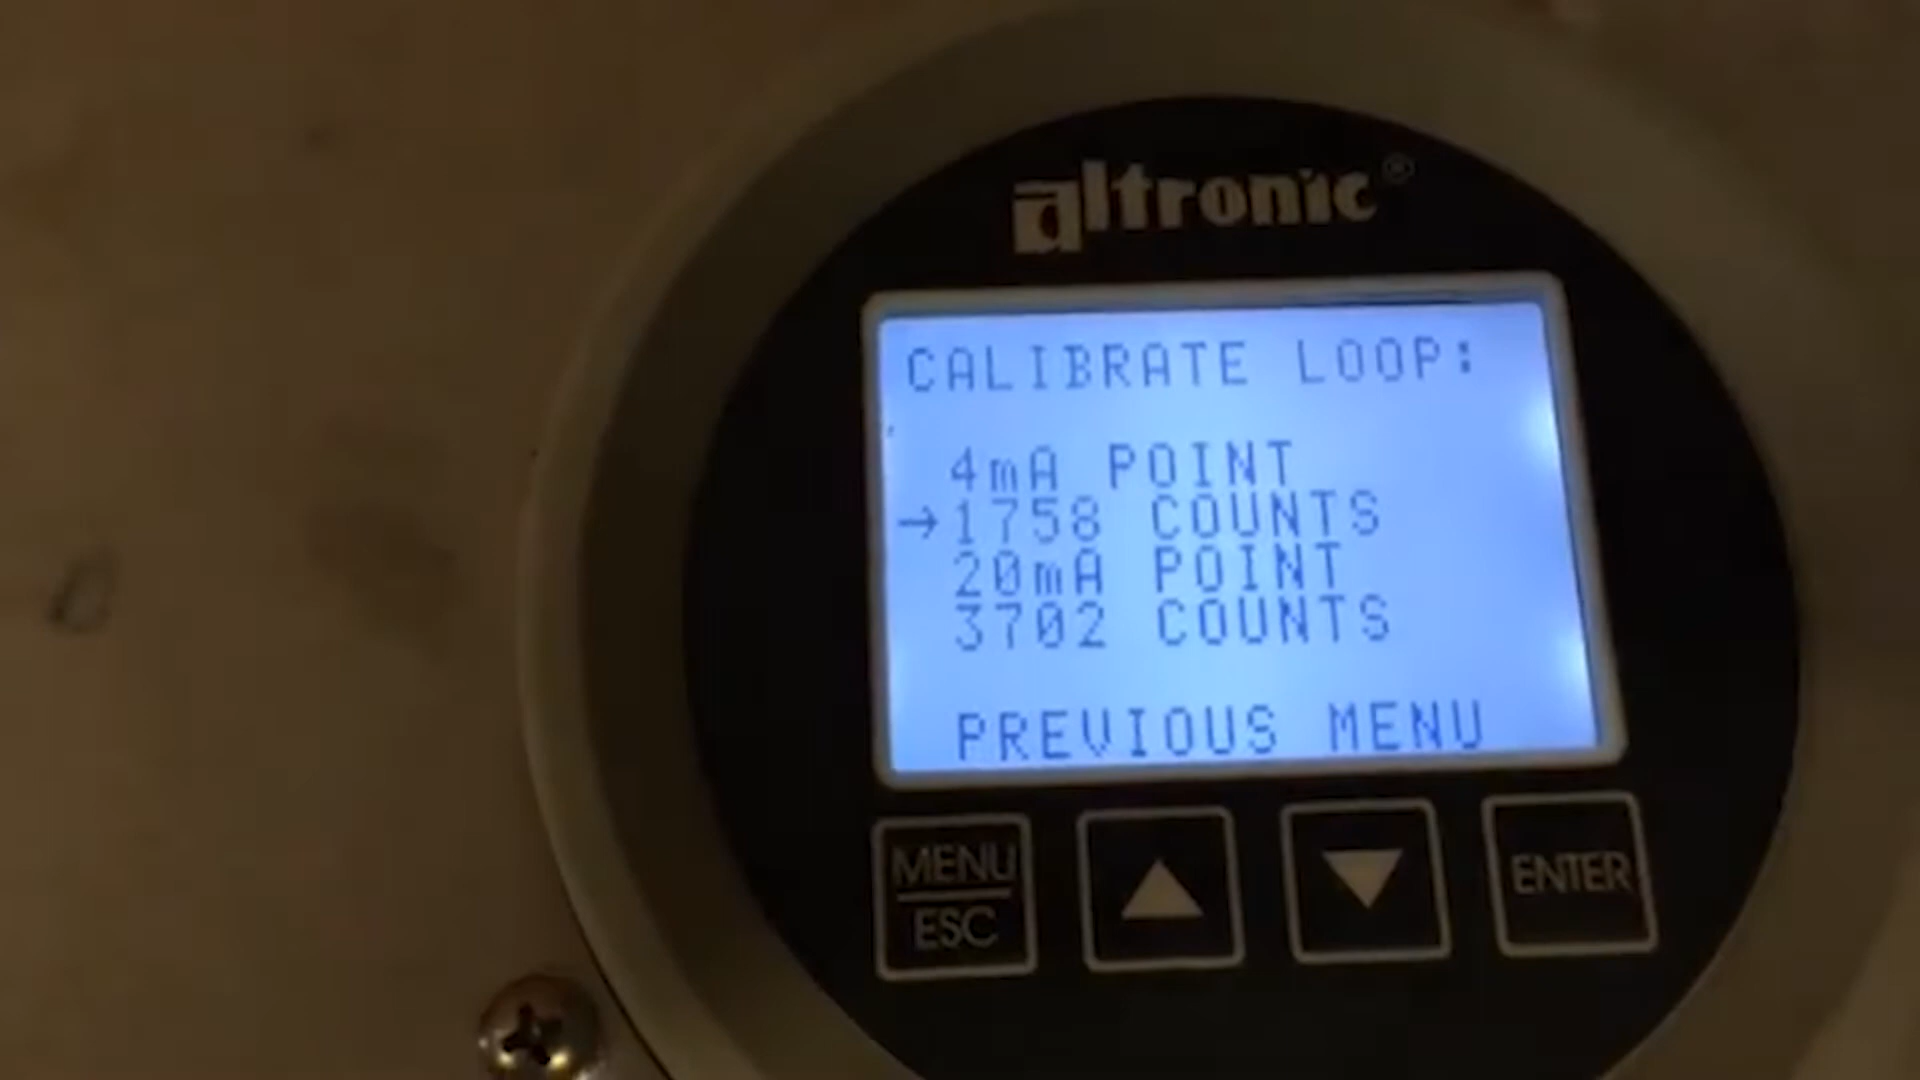 altronic®
CALIBRATE LOOP:
4mA POINT
→1758 COUNTS
20mA POINT
3702 COUNTS
PREVIOUS MENU
MENU
ESC
ENTER